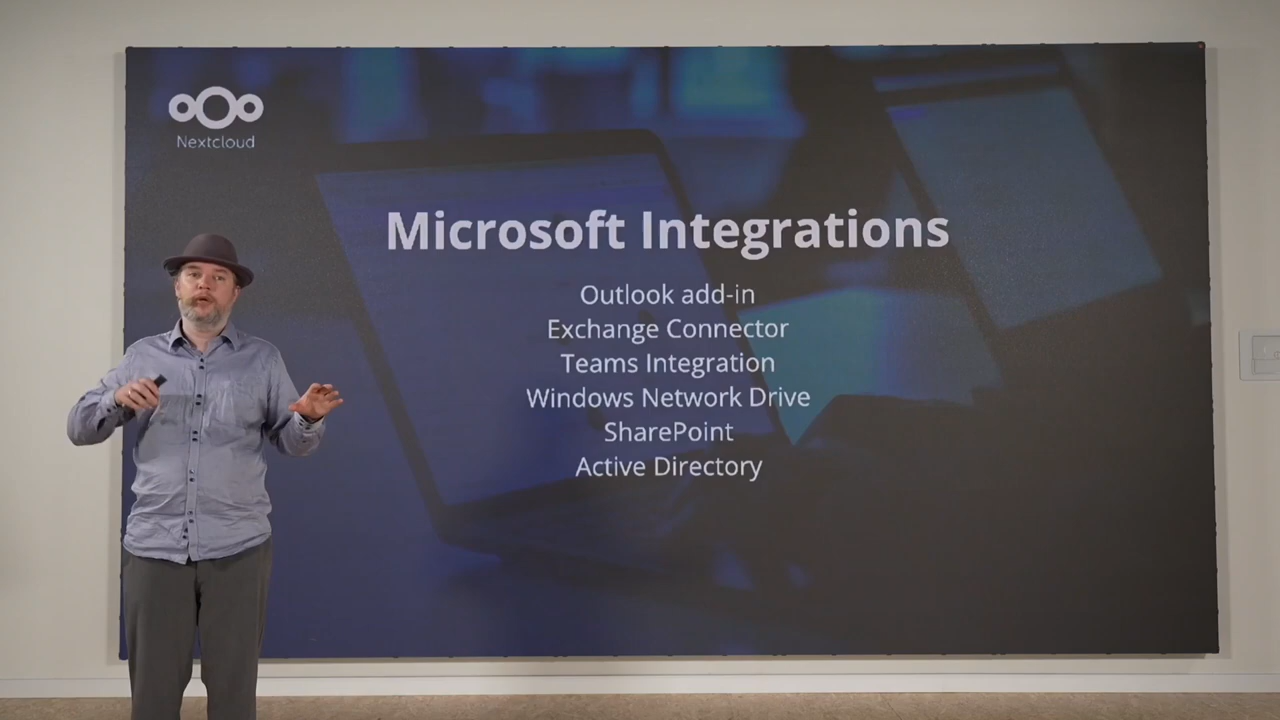 Nextcloud
Microsoft Integrations
Outlook add-in
Exchange Connector
Teams Integration
Windows Network Drive
SharePoint
Active Directory